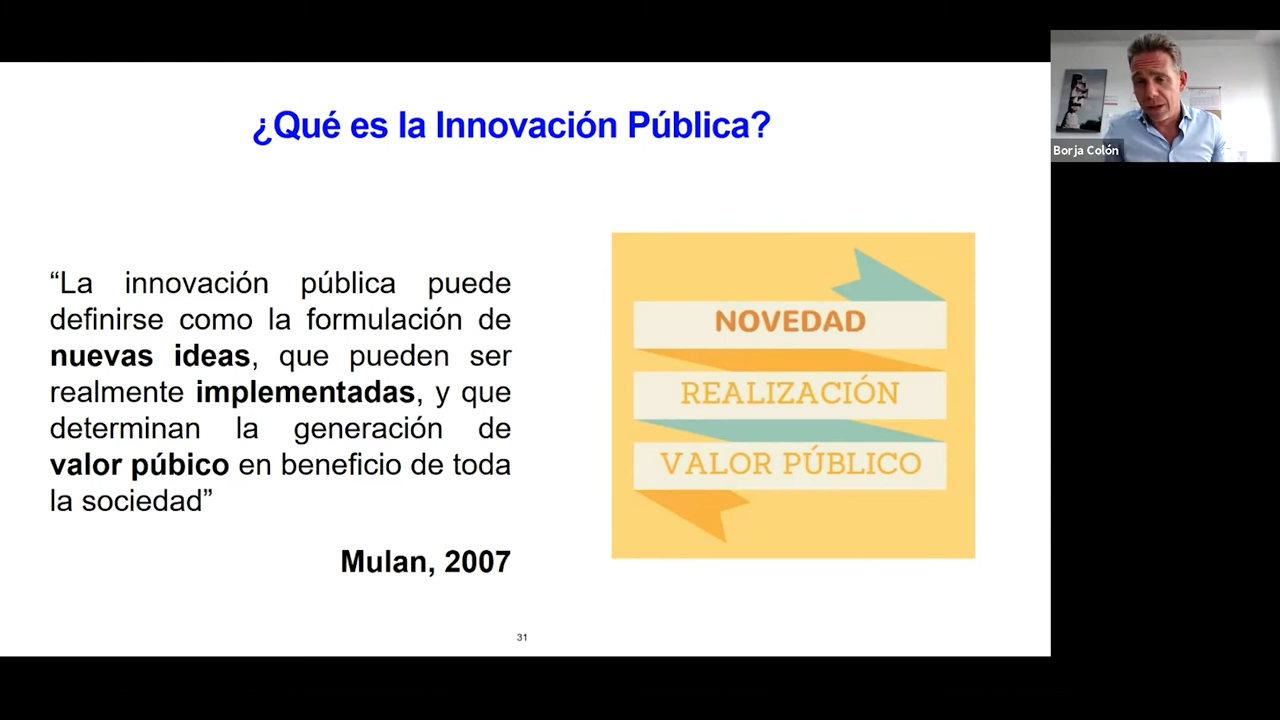 ¿Qué es la Innovación Pública?
“La innovación pública puede
definirse como la formulación de
nuevas ideas, que pueden ser
realmente implementadas, y que
determinan la generación de
valor púbico en beneficio de toda
la sociedad”
Mulan, 2007
NOVEDAD
REALIZACIÓN
VALOR PÚBLICO
31
Borja Colón